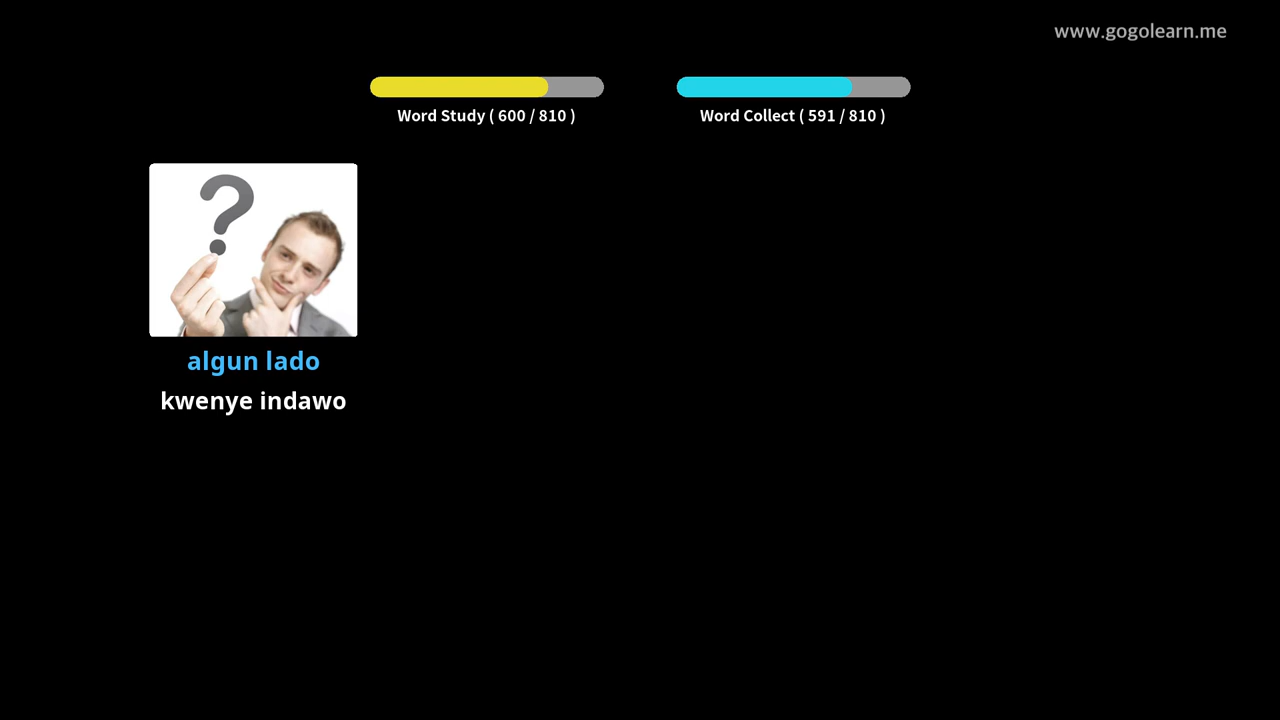 www.gogolearn.me
Word Study ( 600 / 810 )
Word Collect ( 591 / 810 )
?
algun lado
kwenye indawo